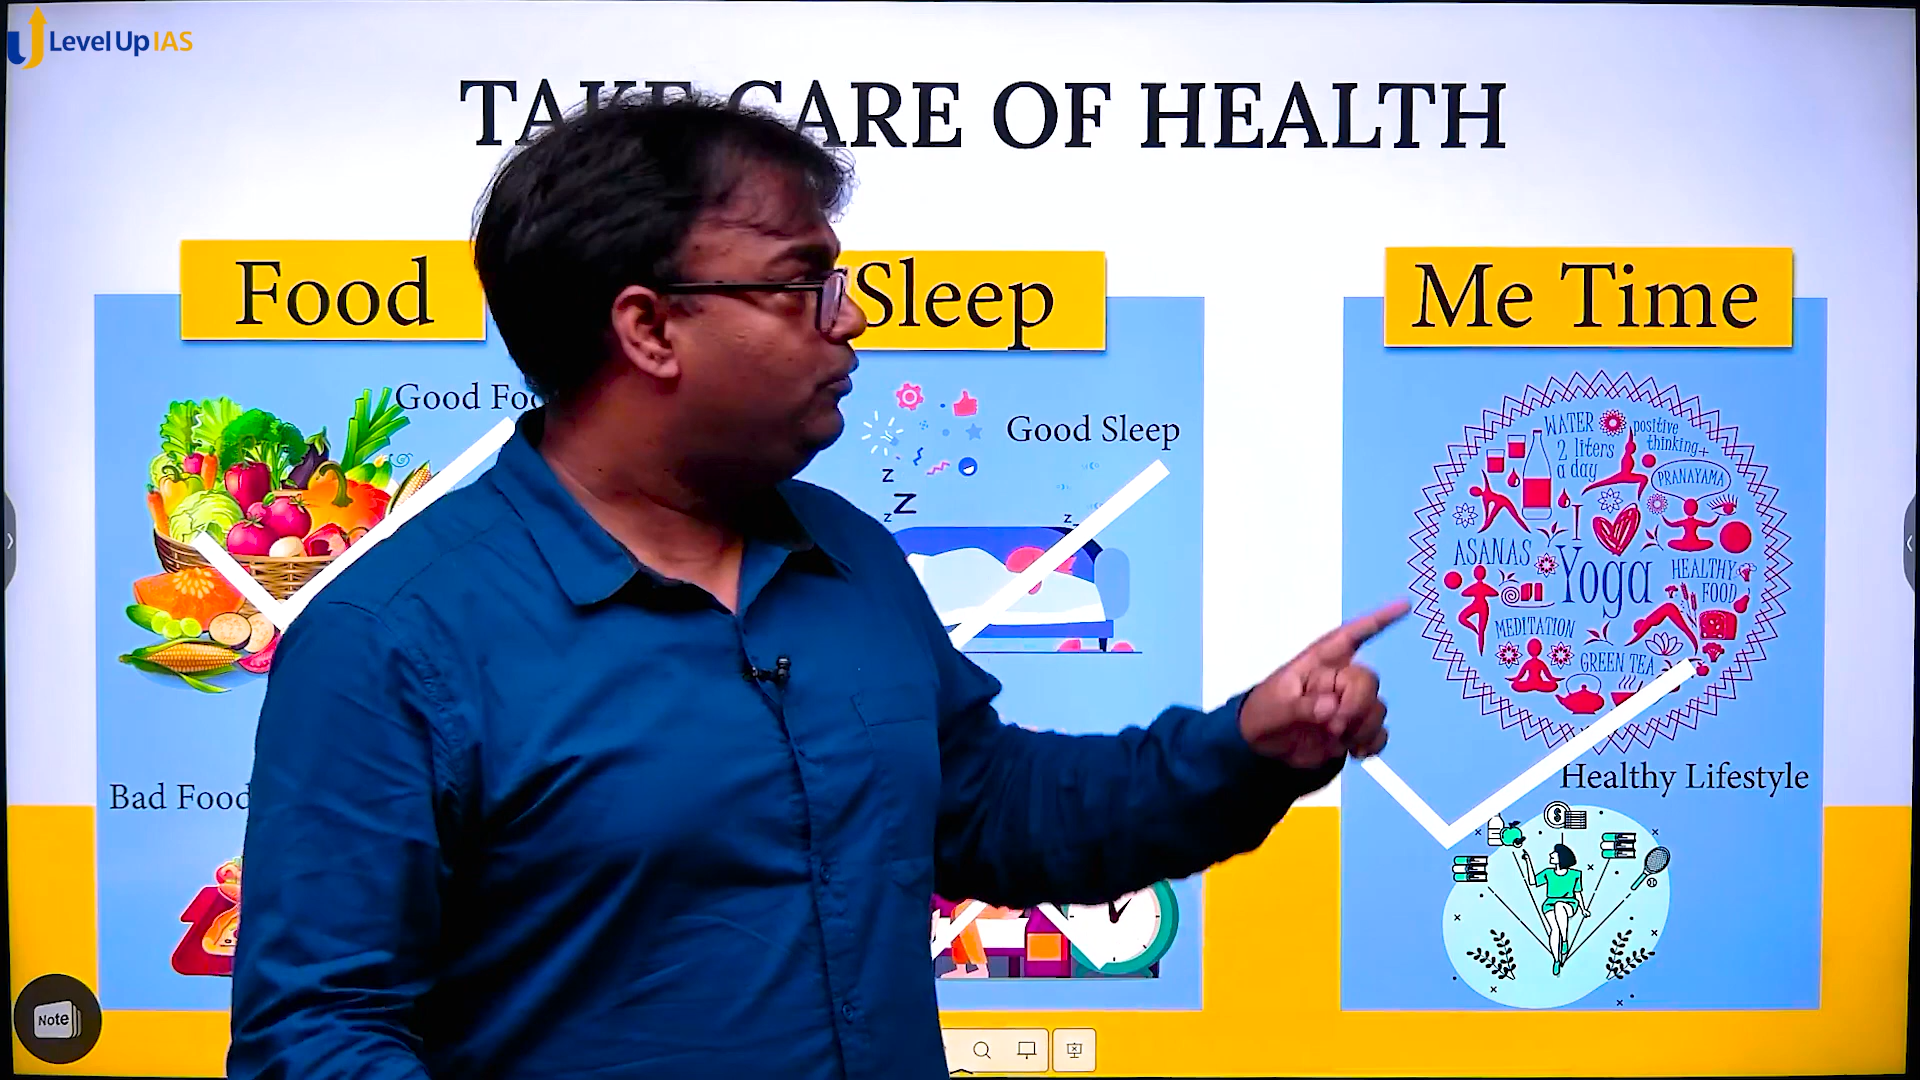 Level Up IAS
TAKE CARE OF HEALTH
Food
Sleep
Me Time
Good
Good Sleep
z
Z
z
z
Bad Food
WATER
2 liters
a day
positive
thinking+
PRANAYAMA
I
Yoga
ASANAS
HEALTHY
FOOD
MEDITATION
GREEN TEA
Healthy Lifestyle
$
Note